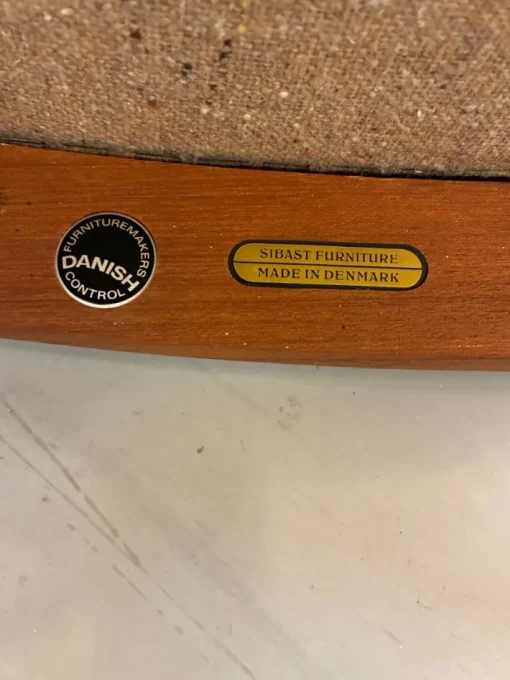 FURNITUREMAKERS
DANISH
CONTROL
SIBAST FURNITURE
MADE IN DENMARK